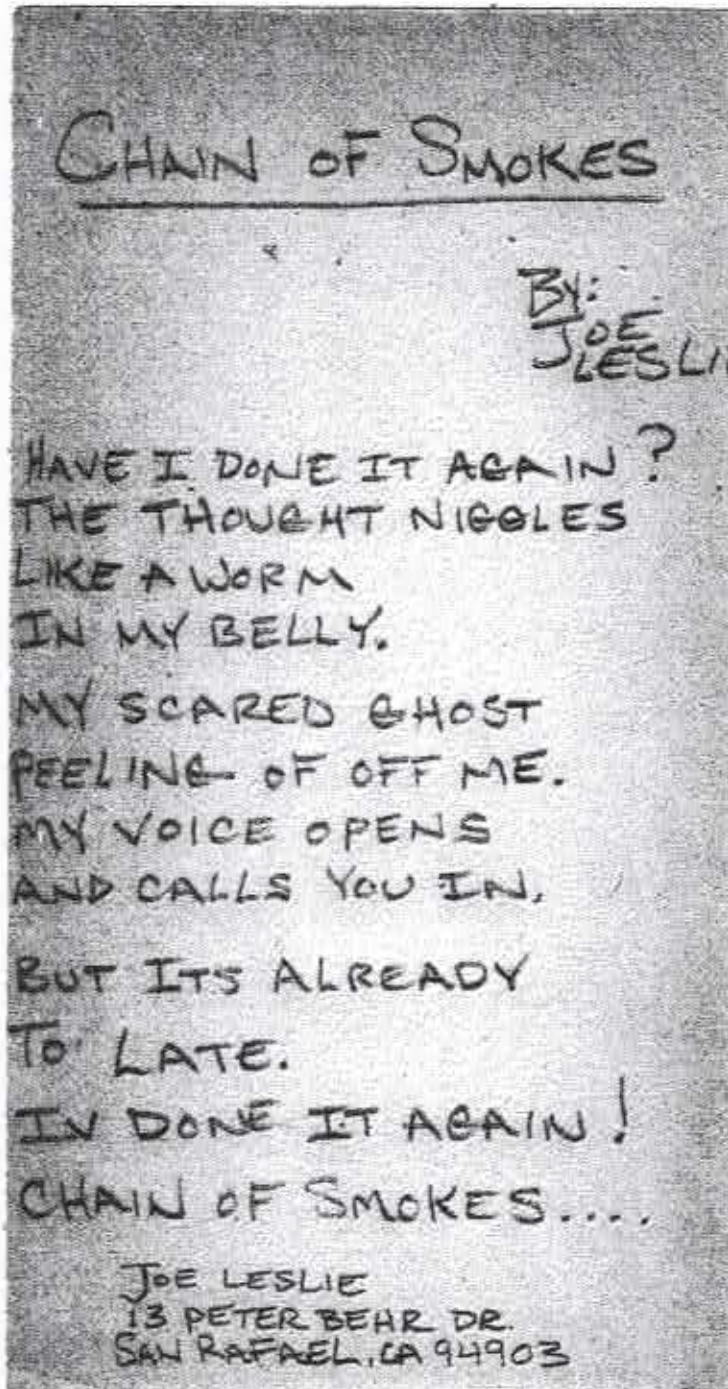 CHAIN OF SMOKES
BY:
JOE
LESLIE
HAVE I DONE IT AGAIN?
THE THOUGHT NIGGLES
LIKE A WORM
IN MY BELLY.
MY SCARED GHOST
PEELING OF OFF ME.
MY VOICE OPENS
AND CALLS YOU IN.
BUT ITS ALREADY
TO LATE.
IV DONE IT AGAIN!
CHAIN OF SMOKES....
JOE LESLIE
13 PETER BEHR DR.
SAN RAFAEL, CA 94903